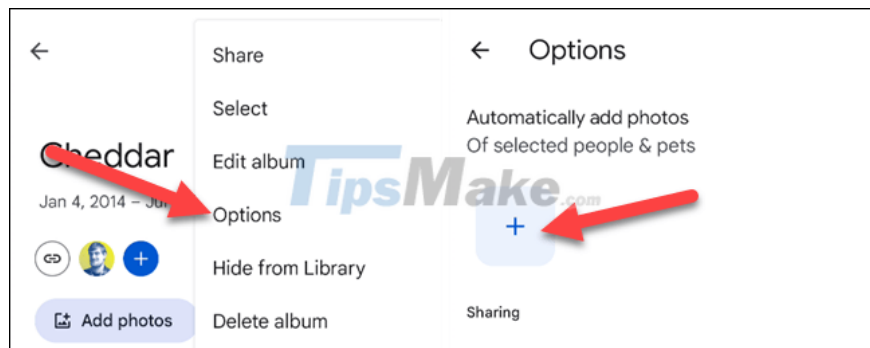 Cheddar
Jan 4, 2014 – Ju
Add photos
Share
Select
Edit album
Options
Hide from Library
Delete album
Options
Automatically add photos
Of selected people & pets
TipsMake.com
Sharing